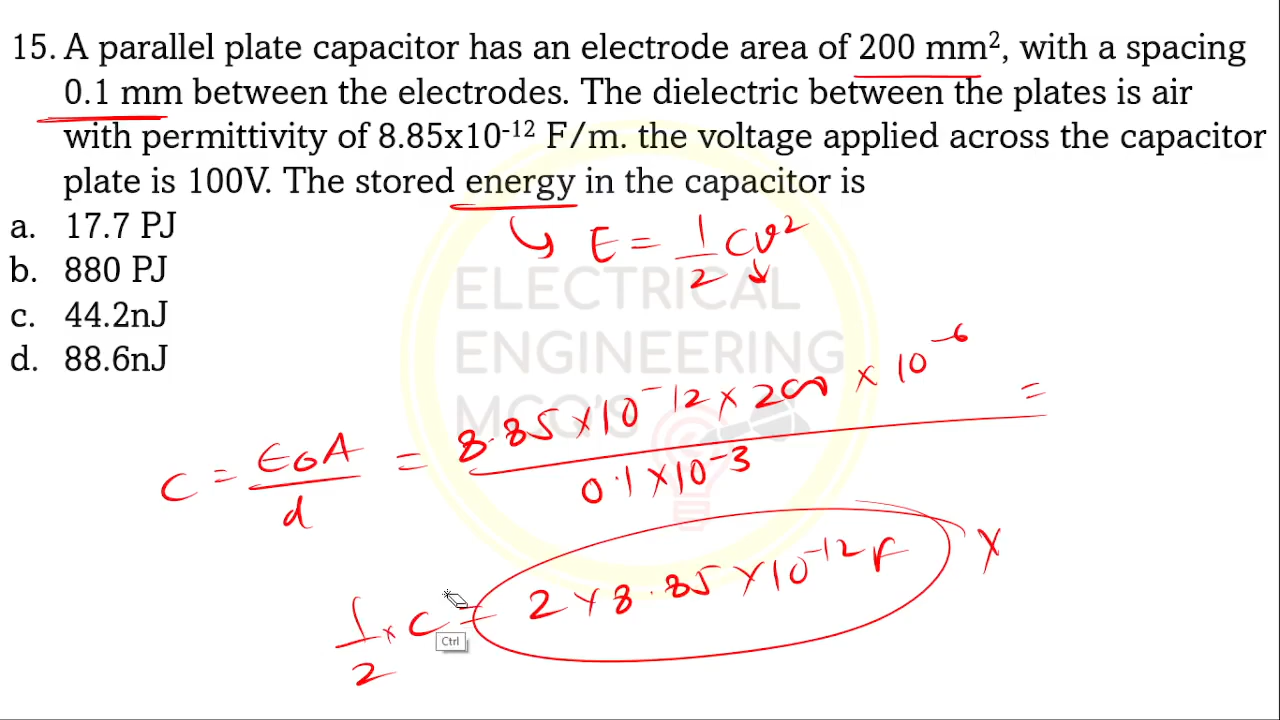 15. A parallel plate capacitor has an electrode area of 200 mm², with a spacing
0.1 mm between the electrodes. The dielectric between the plates is air
with permittivity of 8.85x10⁻¹² F/m. the voltage applied across the capacitor
plate is 100V. The stored energy in the capacitor is
a. 17.7 PJ
b. 880 PJ
c. 44.2nJ
d. 88.6nJ
E = 1/2 CV²
ELECTRICAL
ENGINEERING
MCQ'S
C = ε₀A/d = 8.85×10⁻¹² × 200 × 10⁻⁶ / 0.1×10⁻³ =
1/2 × C = 2×8.85×10⁻¹² F ×
Ctrl